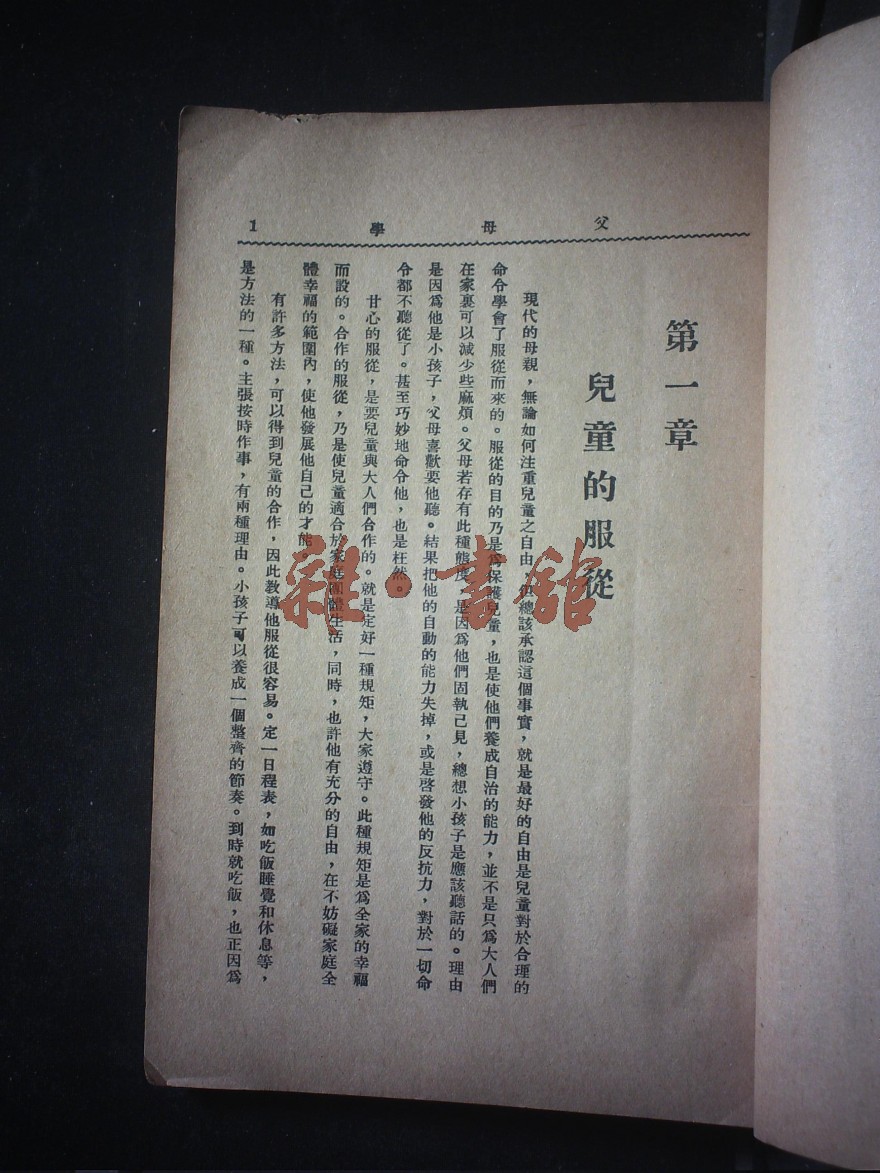 父母學
1
第一章
兒童的服從
現代的母親，無論如何注重兒童之自由，但總該承認這個事實，就是最好的自由是兒童對於合理的
命令學會了服從而來的。服從的目的乃是爲保護兒童，也是使他們養成自治的能力，並不是只爲大人們
在家裏可以減少些麻煩。父母若存有此種態度，是因爲他們固執己見，總想小孩子是應該聽話的。理由
是因爲他是小孩子，父母喜歡要他聽。結果把他的自動的能力失掉，或是啓發他的反抗力，對於一切命
令都不聽從了。甚至巧妙地命令他，也是枉然。
甘心的服從，是要兒童與大人們合作的。就是定好一種規矩，大家遵守。此種規矩是爲全家的幸福
而設的。合作的服從，乃是使兒童適合於家庭團體生活，同時，也許他有充分的自由，在不妨礙家庭全
體幸福的範圍內，使他發展他自己的才能。
有許多方法，可以得到兒童的合作，因此教導他服從很容易。定一日程表，如吃飯睡覺和休息等，
是方法的一種。主張按時作事，有兩種理由。小孩子可以養成一個整齊的節奏。到時就吃飯，也正因爲
雜·書館